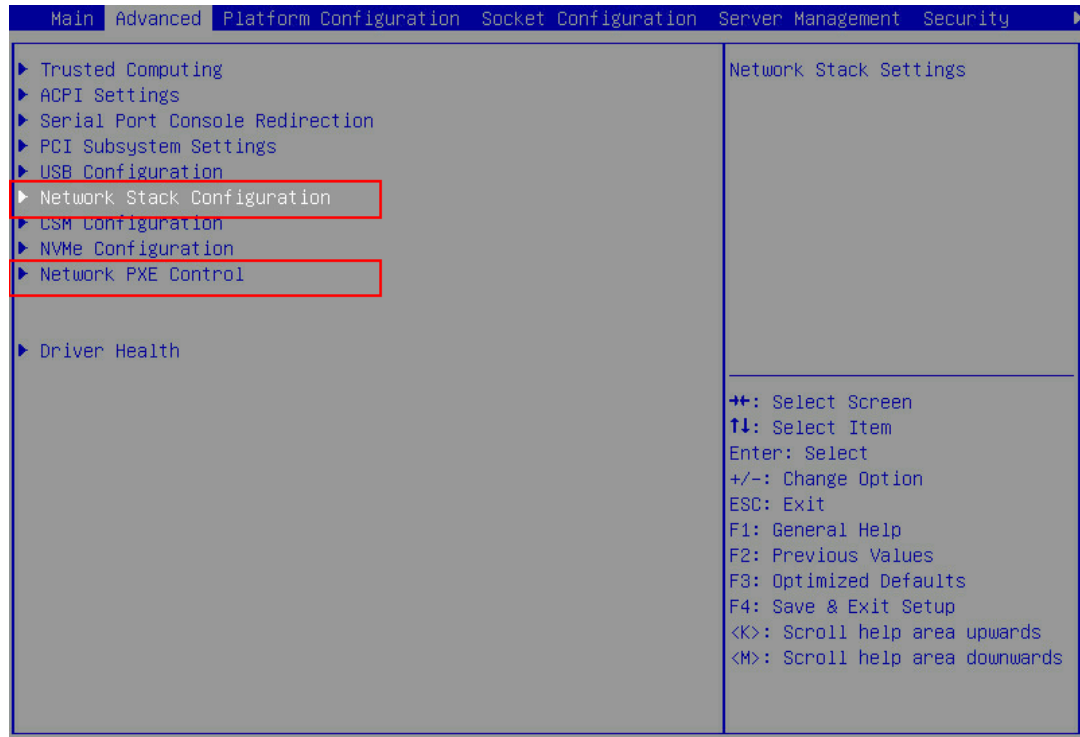 Main Advanced Platform Configuration Socket Configuration Server Management Security
Trusted Computing
ACPI Settings
Serial Port Console Redirection
PCI Subsystem Settings
USB Configuration
Network Stack Configuration
CSM Configuration
NVMe Configuration
Network PXE Control
Driver Health
Network Stack Settings
→←: Select Screen
↑↓: Select Item
Enter: Select
+/-: Change Option
ESC: Exit
F1: General Help
F2: Previous Values
F3: Optimized Defaults
F4: Save & Exit Setup
<K>: Scroll help area upwards
<M>: Scroll help area downwards